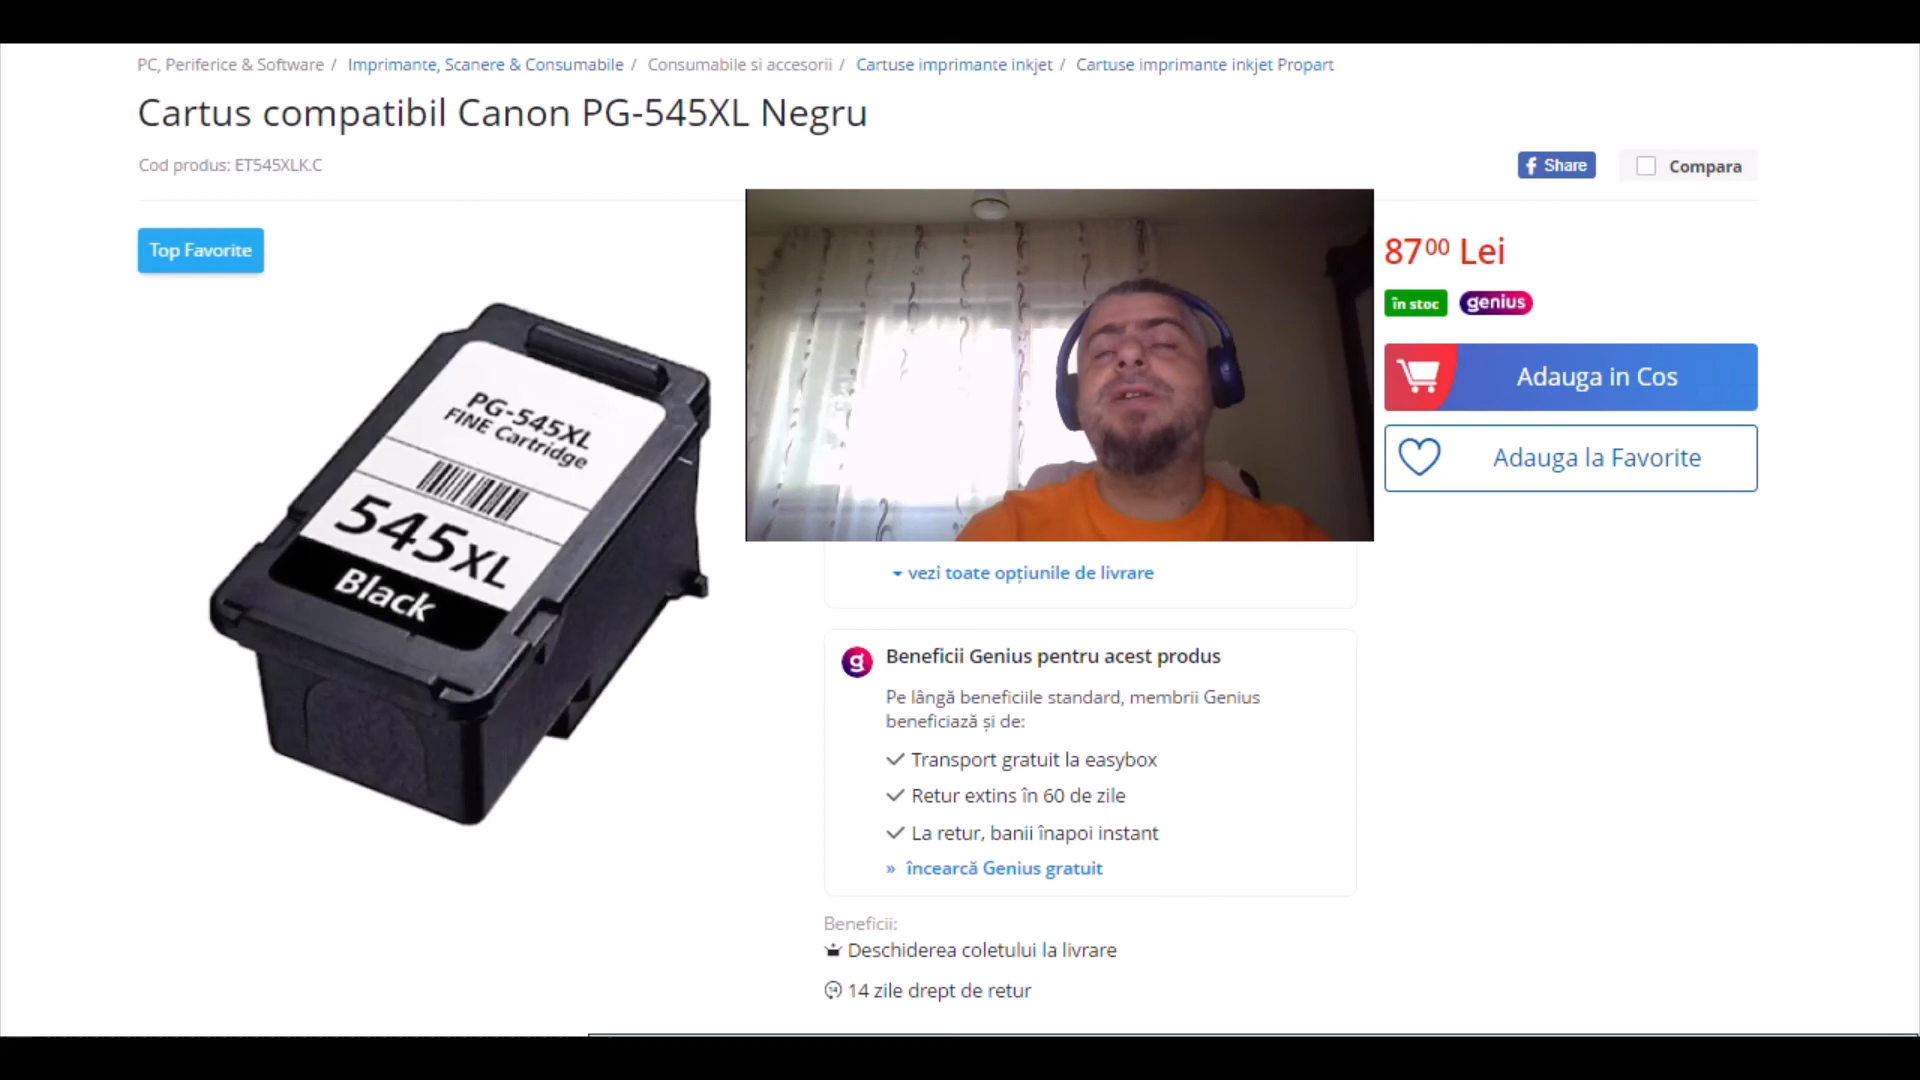 PC, Periferice & Software / Imprimante, Scanere & Consumabile / Consumabile si accesorii / Cartuse imprimante inkjet / Cartuse imprimante inkjet Propart
Cartus compatibil Canon PG-545XL Negru
Cod produs: ET545XLK.C
Share
Compara
Top Favorite
PG-545XL
FINE Cartridge
545XL
Black
87⁰⁰ Lei
în stoc genius
Adauga in Cos
Adauga la Favorite
vezi toate opțiunile de livrare
g Beneficii Genius pentru acest produs
Pe lângă beneficiile standard, membrii Genius
beneficiază și de:
Transport gratuit la easybox
Retur extins în 60 de zile
La retur, banii înapoi instant
» încearcă Genius gratuit
Beneficii:
Deschiderea coletului la livrare
14 zile drept de retur